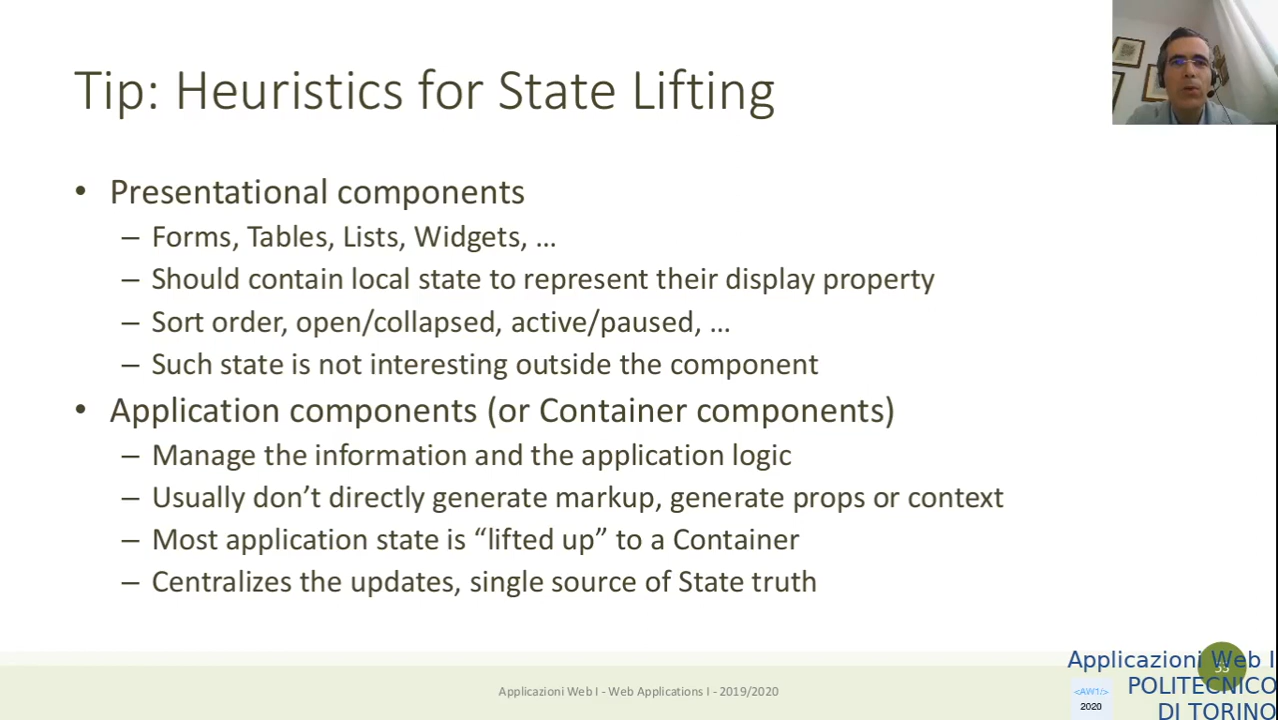 Tip: Heuristics for State Lifting
• Presentational components
– Forms, Tables, Lists, Widgets, …
– Should contain local state to represent their display property
– Sort order, open/collapsed, active/paused, …
– Such state is not interesting outside the component
• Application components (or Container components)
– Manage the information and the application logic
– Usually don’t directly generate markup, generate props or context
– Most application state is “lifted up” to a Container
– Centralizes the updates, single source of State truth
Applicazioni Web I - Web Applications I - 2019/2020
Applicazioni Web I
POLITECNICO
DI TORINO
<AW1/>
2020